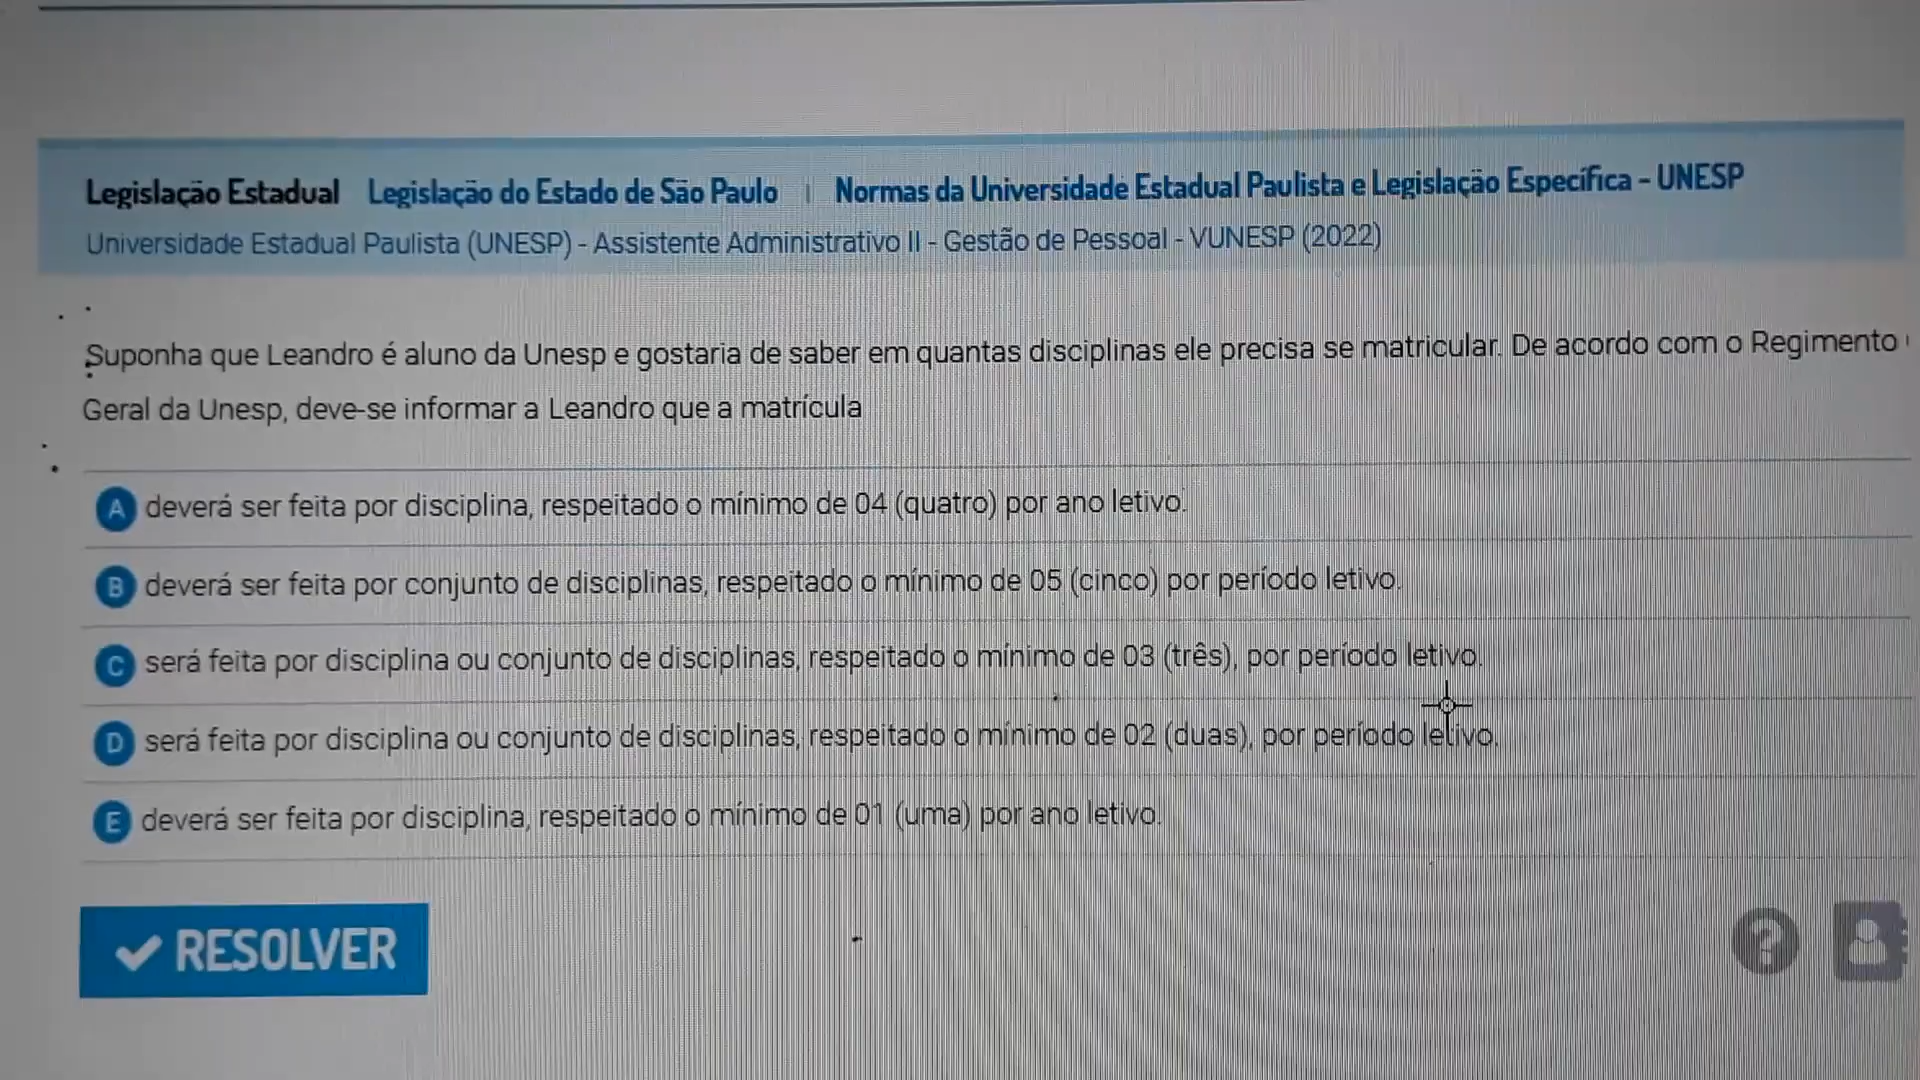 Legislação Estadual Legislação do Estado de São Paulo | Normas da Universidade Estadual Paulista e Legislação Específica - UNESP
Universidade Estadual Paulista (UNESP) - Assistente Administrativo II - Gestão de Pessoal - VUNESP (2022)
Suponha que Leandro é aluno da Unesp e gostaria de saber em quantas disciplinas ele precisa se matricular. De acordo com o Regimento
Geral da Unesp, deve-se informar a Leandro que a matrícula
A deverá ser feita por disciplina, respeitado o mínimo de 04 (quatro) por ano letivo.
B deverá ser feita por conjunto de disciplinas, respeitado o mínimo de 05 (cinco) por período letivo.
C será feita por disciplina ou conjunto de disciplinas, respeitado o mínimo de 03 (três), por período letivo.
D será feita por disciplina ou conjunto de disciplinas, respeitado o mínimo de 02 (duas), por período letivo.
E deverá ser feita por disciplina, respeitado o mínimo de 01 (uma) por ano letivo.
RESOLVER
?